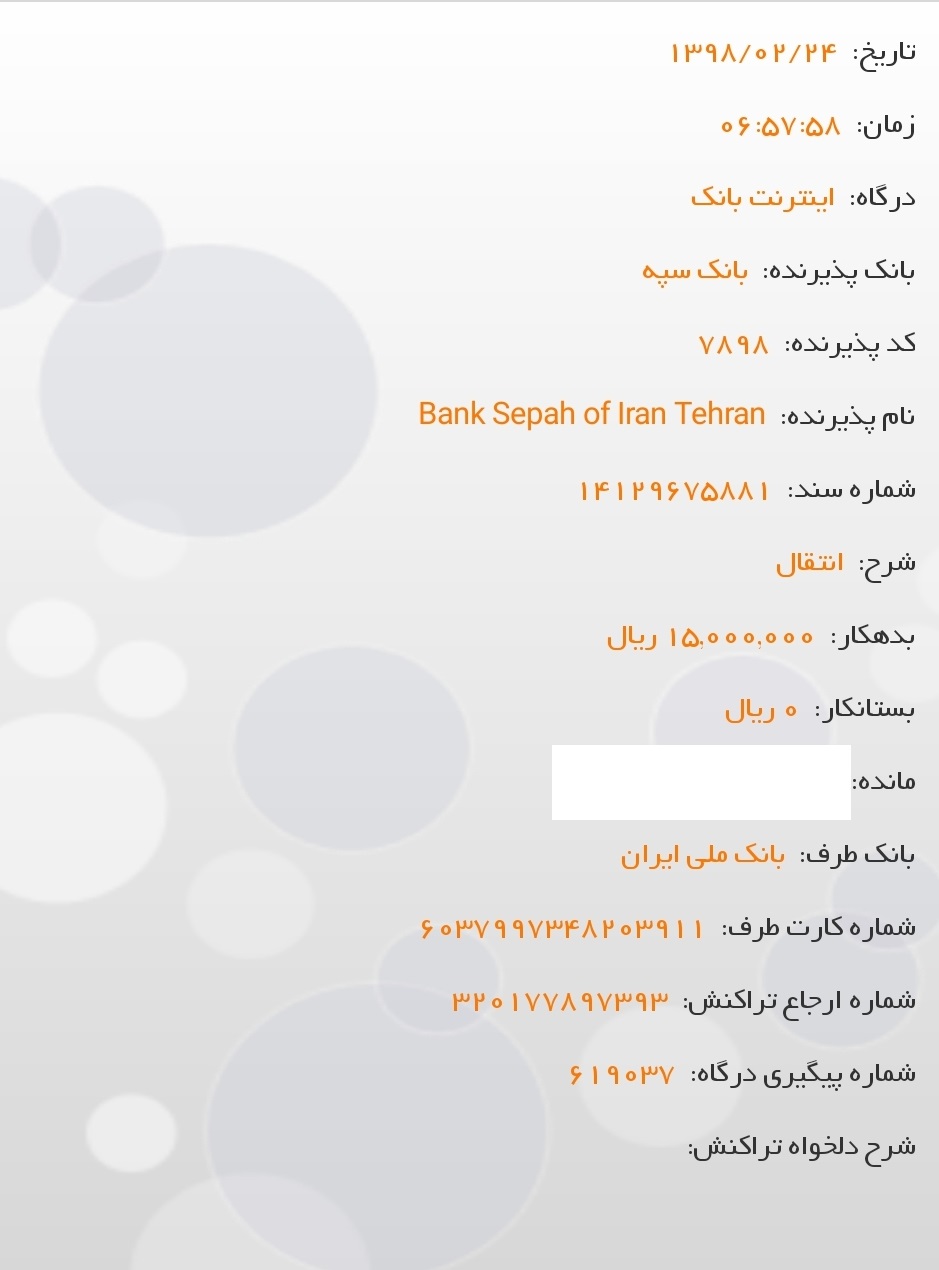 تاریخ: ۱۳۹۸/۰۲/۲۴
زمان: ۰۶:۵۷:۵۸
درگاه: اینترنت بانک
بانک پذیرنده: بانک سپه
کد پذیرنده: ۷۸۹۸
نام پذیرنده: Bank Sepah of Iran Tehran
شماره سند: ۱۴۱۲۹۶۷۵۸۸۱
شرح: انتقال
بدهکار: ۱۵,۰۰۰,۰۰۰ ریال
بستانکار: ۰ ریال
مانده:
بانک طرف: بانک ملی ایران
شماره کارت طرف: ۶۰۳۷۹۹۷۳۴۸۲۰۳۹۱۱
شماره ارجاع تراکنش: ۳۲۰۱۷۷۸۹۷۳۹۳
شماره پیگیری درگاه: ۶۱۹۰۳۷
شرح دلخواه تراکنش: